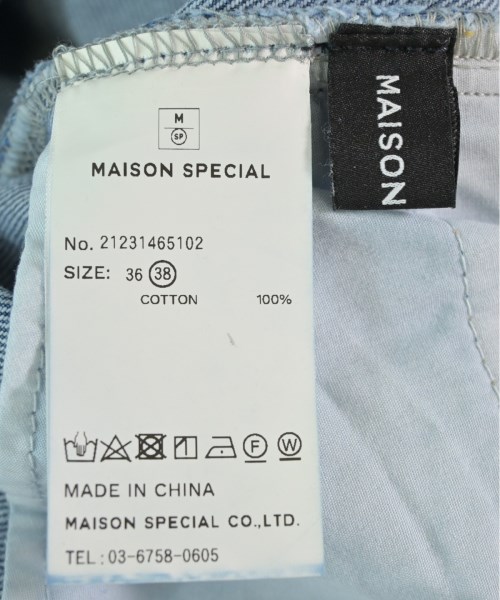 M
SP
MAISON SPECIAL
No. 21231465102
SIZE: 36 38
COTTON 100%
F W
MADE IN CHINA
MAISON SPECIAL CO.,LTD.
TEL:03-6758-0605
MAISON